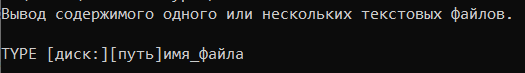 Вывод содержимого одного или нескольких текстовых файлов.
TYPE [диск:][путь]имя_файла